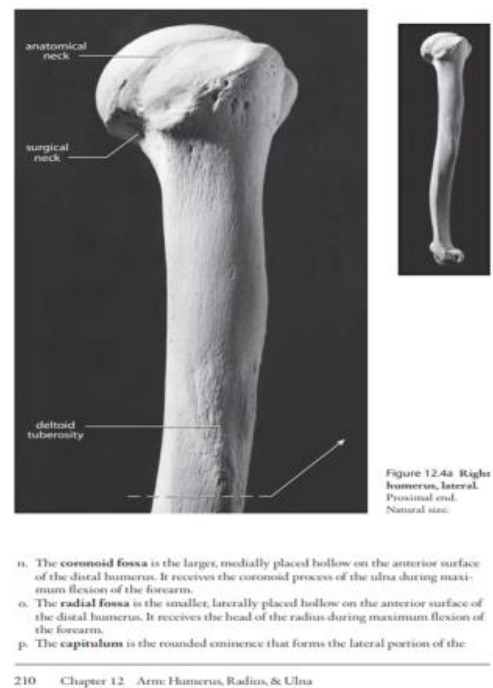 anatomical
neck
surgical
neck
deltoid
tuberosity
Figure 12.4a Right
humerus, lateral.
Proximal end.
Natural size.
n. The coronoid fossa is the larger, medially placed hollow on the anterior surface
of the distal humerus. It receives the coronoid process of the ulna during maxi-
mum flexion of the forearm.
o. The radial fossa is the smaller, laterally placed hollow on the anterior surface of
the distal humerus. It receives the head of the radius during maximum flexion of
the forearm.
p. The capitulum is the rounded eminence that forms the lateral portion of the
210 Chapter 12 Arm: Humerus, Radius, & Ulna